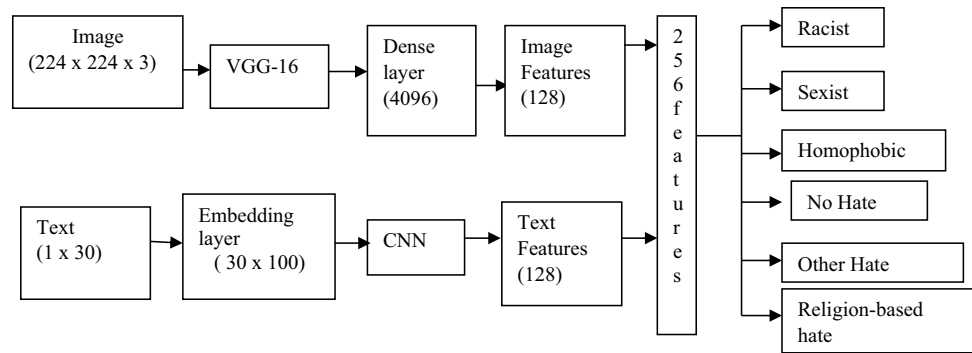 Image
(224 x 224 x 3)
VGG-16
Dense
layer
(4096)
Image
Features
(128)
Text
(1 x 30)
Embedding
layer
( 30 x 100)
CNN
Text
Features
(128)
2
5
6
f
e
a
t
u
r
e
s
Racist
Sexist
Homophobic
No Hate
Other Hate
Religion-based
hate